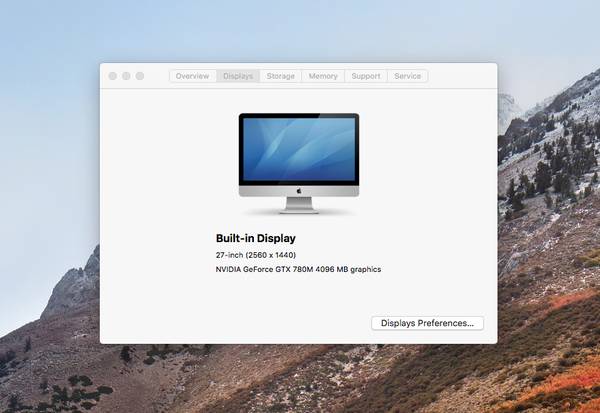 Overview Displays Storage Memory Support Service
Built-in Display
27-inch (2560 x 1440)
NVIDIA GeForce GTX 780M 4096 MB graphics
Displays Preferences...